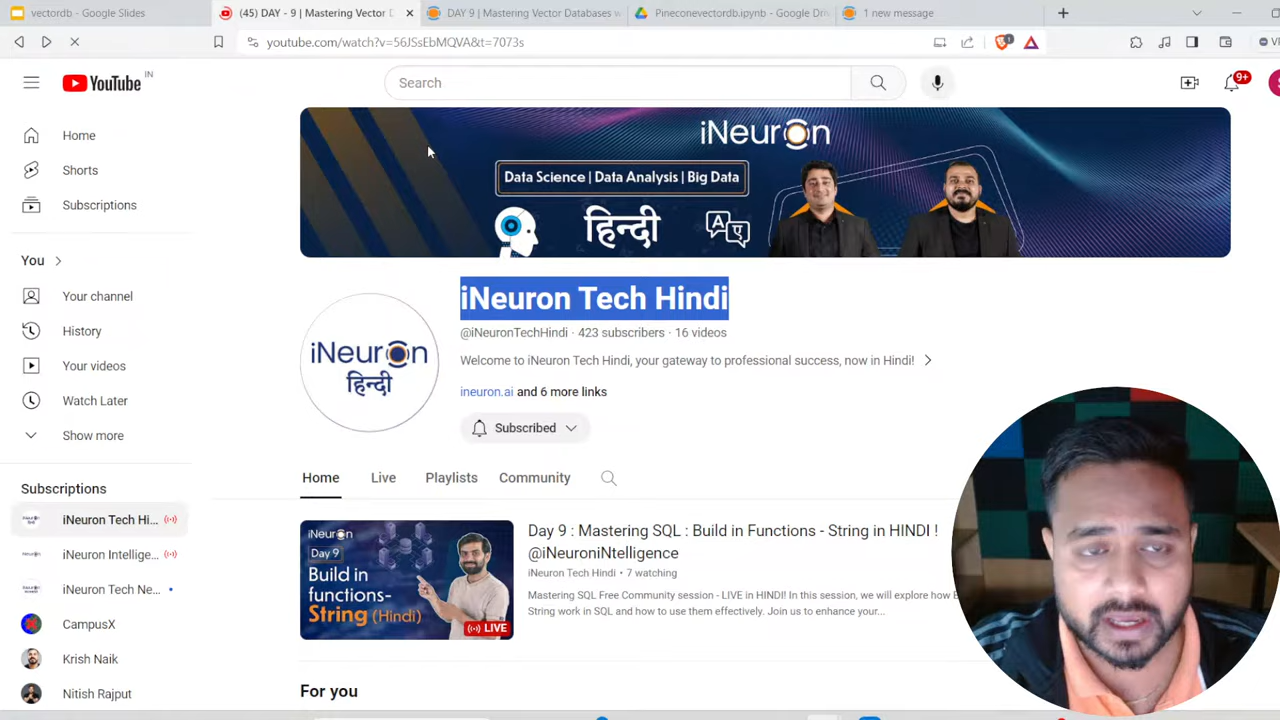 vectordb - Google Slides
(45) DAY - 9 | Mastering Vector D
DAY 9 | Mastering Vector Databases w
Pineconevectordb.ipynb - Google Dri
1 new message
youtube.com/watch?v=56JSsEbMQVA&t=7073s
1
VP
YouTube IN
Search
9+
Home
Shorts
Subscriptions
You
Your channel
History
Your videos
Watch Later
Show more
Subscriptions
iNeuron Tech Hi...
iNeuron Intellige...
iNeuron Tech Ne...
CampusX
Krish Naik
Nitish Rajput
iNeuron
Data Science | Data Analysis | Big Data
हिन्दी
A ए
iNeuron
हिन्दी
iNeuron Tech Hindi
@iNeuronTechHindi · 423 subscribers · 16 videos
Welcome to iNeuron Tech Hindi, your gateway to professional success, now in Hindi!
ineuron.ai and 6 more links
Subscribed
Home
Live
Playlists
Community
iNeuron
Day 9
Build in
functions-
String (Hindi)
LIVE
Day 9 : Mastering SQL : Build in Functions - String in HINDI !
@iNeuroniNtelligence
iNeuron Tech Hindi • 7 watching
Mastering SQL Free Community session - LIVE in HINDI! In this session, we will explore how
String work in SQL and how to use them effectively. Join us to enhance your...
For you